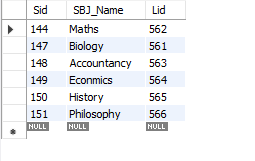 Sid SBJ_Name Lid
144 Maths 562
147 Biology 561
148 Accountancy 563
149 Econmics 564
150 History 565
151 Philosophy 566
NULL NULL NULL